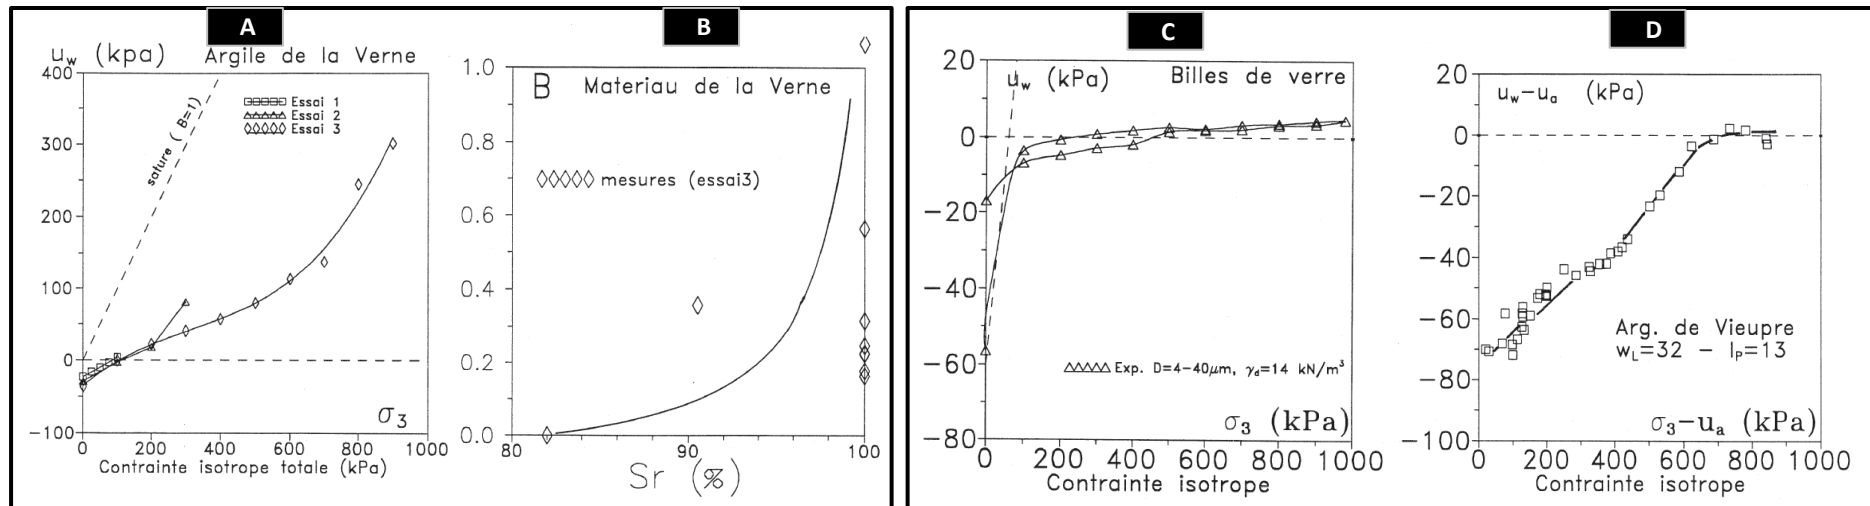 A
u_w (kpa) Argile de la Verne
400
300
200
100
0
-100
sature ( B=1)
Essai 1
Essai 2
Essai 3
σ_3
0 200 400 600 800 1000
Contrainte isotrope totale (kPa)
B
1.0
0.8
0.6
0.4
0.2
0.0
B Materiau de la Verne
mesures (essai3)
80 90 100
Sr (%)
C
20
0
-20
-40
-60
-80
u_w (kPa) Billes de verre
Exp. D=4-40μm, γ_d=14 kN/m³
σ_3 (kPa)
0 200 400 600 800 1000
Contrainte isotrope
D
20
0
-20
-40
-60
-80
-100
u_w-u_a (kPa)
Arg. de Vieupre
w_L=32 - I_P=13
σ_3-u_a (kPa)
0 200 400 600 800 1000
Contrainte isotrope